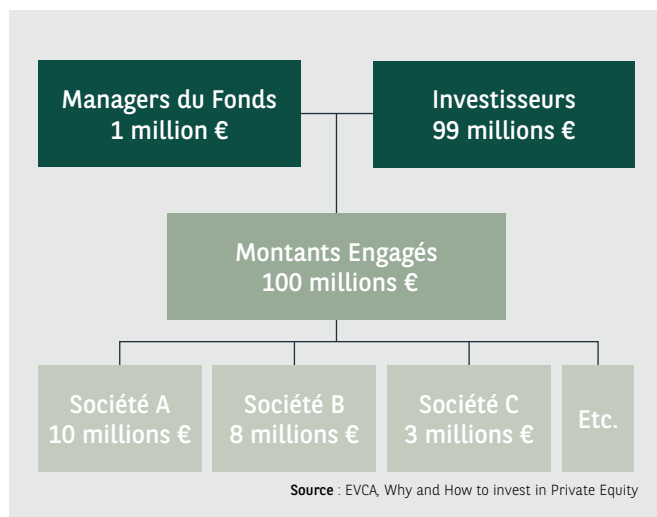 Managers du Fonds
1 million €
Investisseurs
99 millions €
Montants Engagés
100 millions €
Société A
10 millions €
Société B
8 millions €
Société C
3 millions €
Etc.
Source : EVCA, Why and How to invest in Private Equity